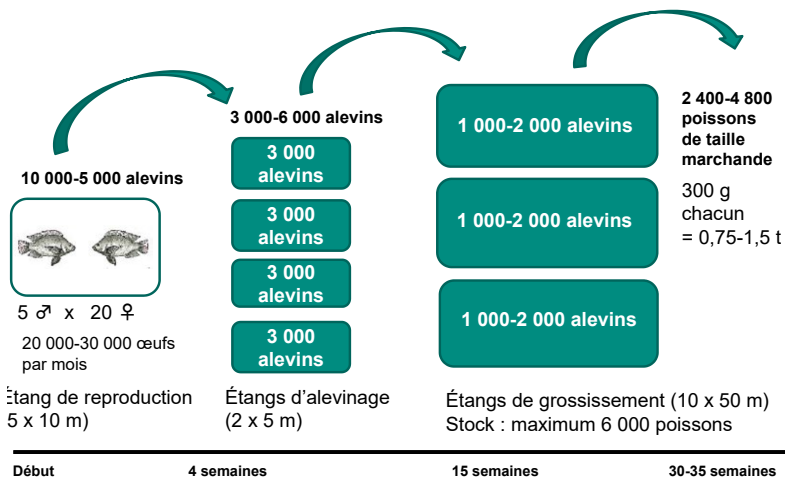 10 000-5 000 alevins
5 ♂ x 20 ♀
20 000-30 000 œufs
par mois
Étang de reproduction
5 x 10 m)
3 000-6 000 alevins
3 000
alevins
3 000
alevins
3 000
alevins
3 000
alevins
Étangs d'alevinage
(2 x 5 m)
1 000-2 000 alevins
1 000-2 000 alevins
1 000-2 000 alevins
Étangs de grossissement (10 x 50 m)
Stock : maximum 6 000 poissons
2 400-4 800
poissons
de taille
marchande
300 g
chacun
= 0,75-1,5 t
Début
4 semaines
15 semaines
30-35 semaines